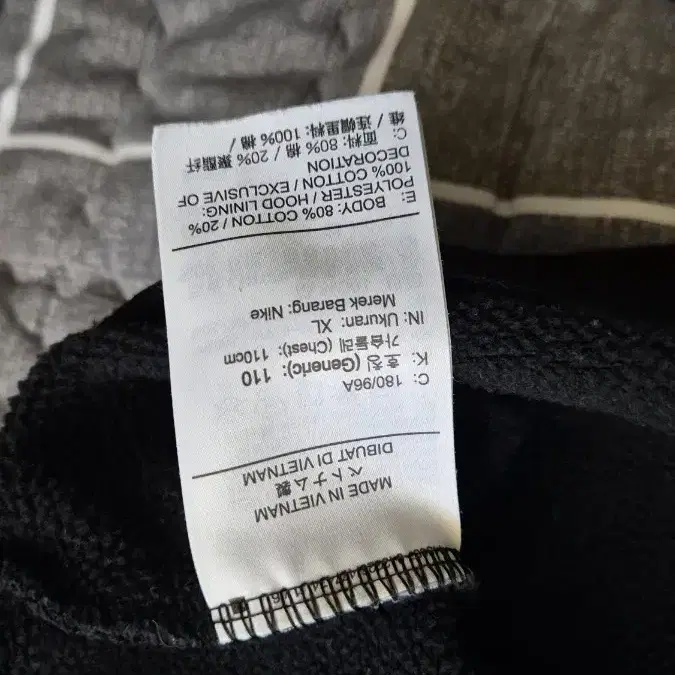 MADE IN VIETNAM
ベトナム製
DIBUAT DI VIETNAM
C: 180/96A
K: 호칭 (Generic): 110
가슴둘레 (Chest): 110cm
IN: Ukuran: XL
Merek Barang: Nike
E: BODY: 80% COTTON / 20%
POLYESTER / HOOD LINING:
100% COTTON / EXCLUSIVE OF
DECORATION
C: 面料: 80% 棉 / 20% 聚酯纤
维 / 连帽里料: 100% 棉 /